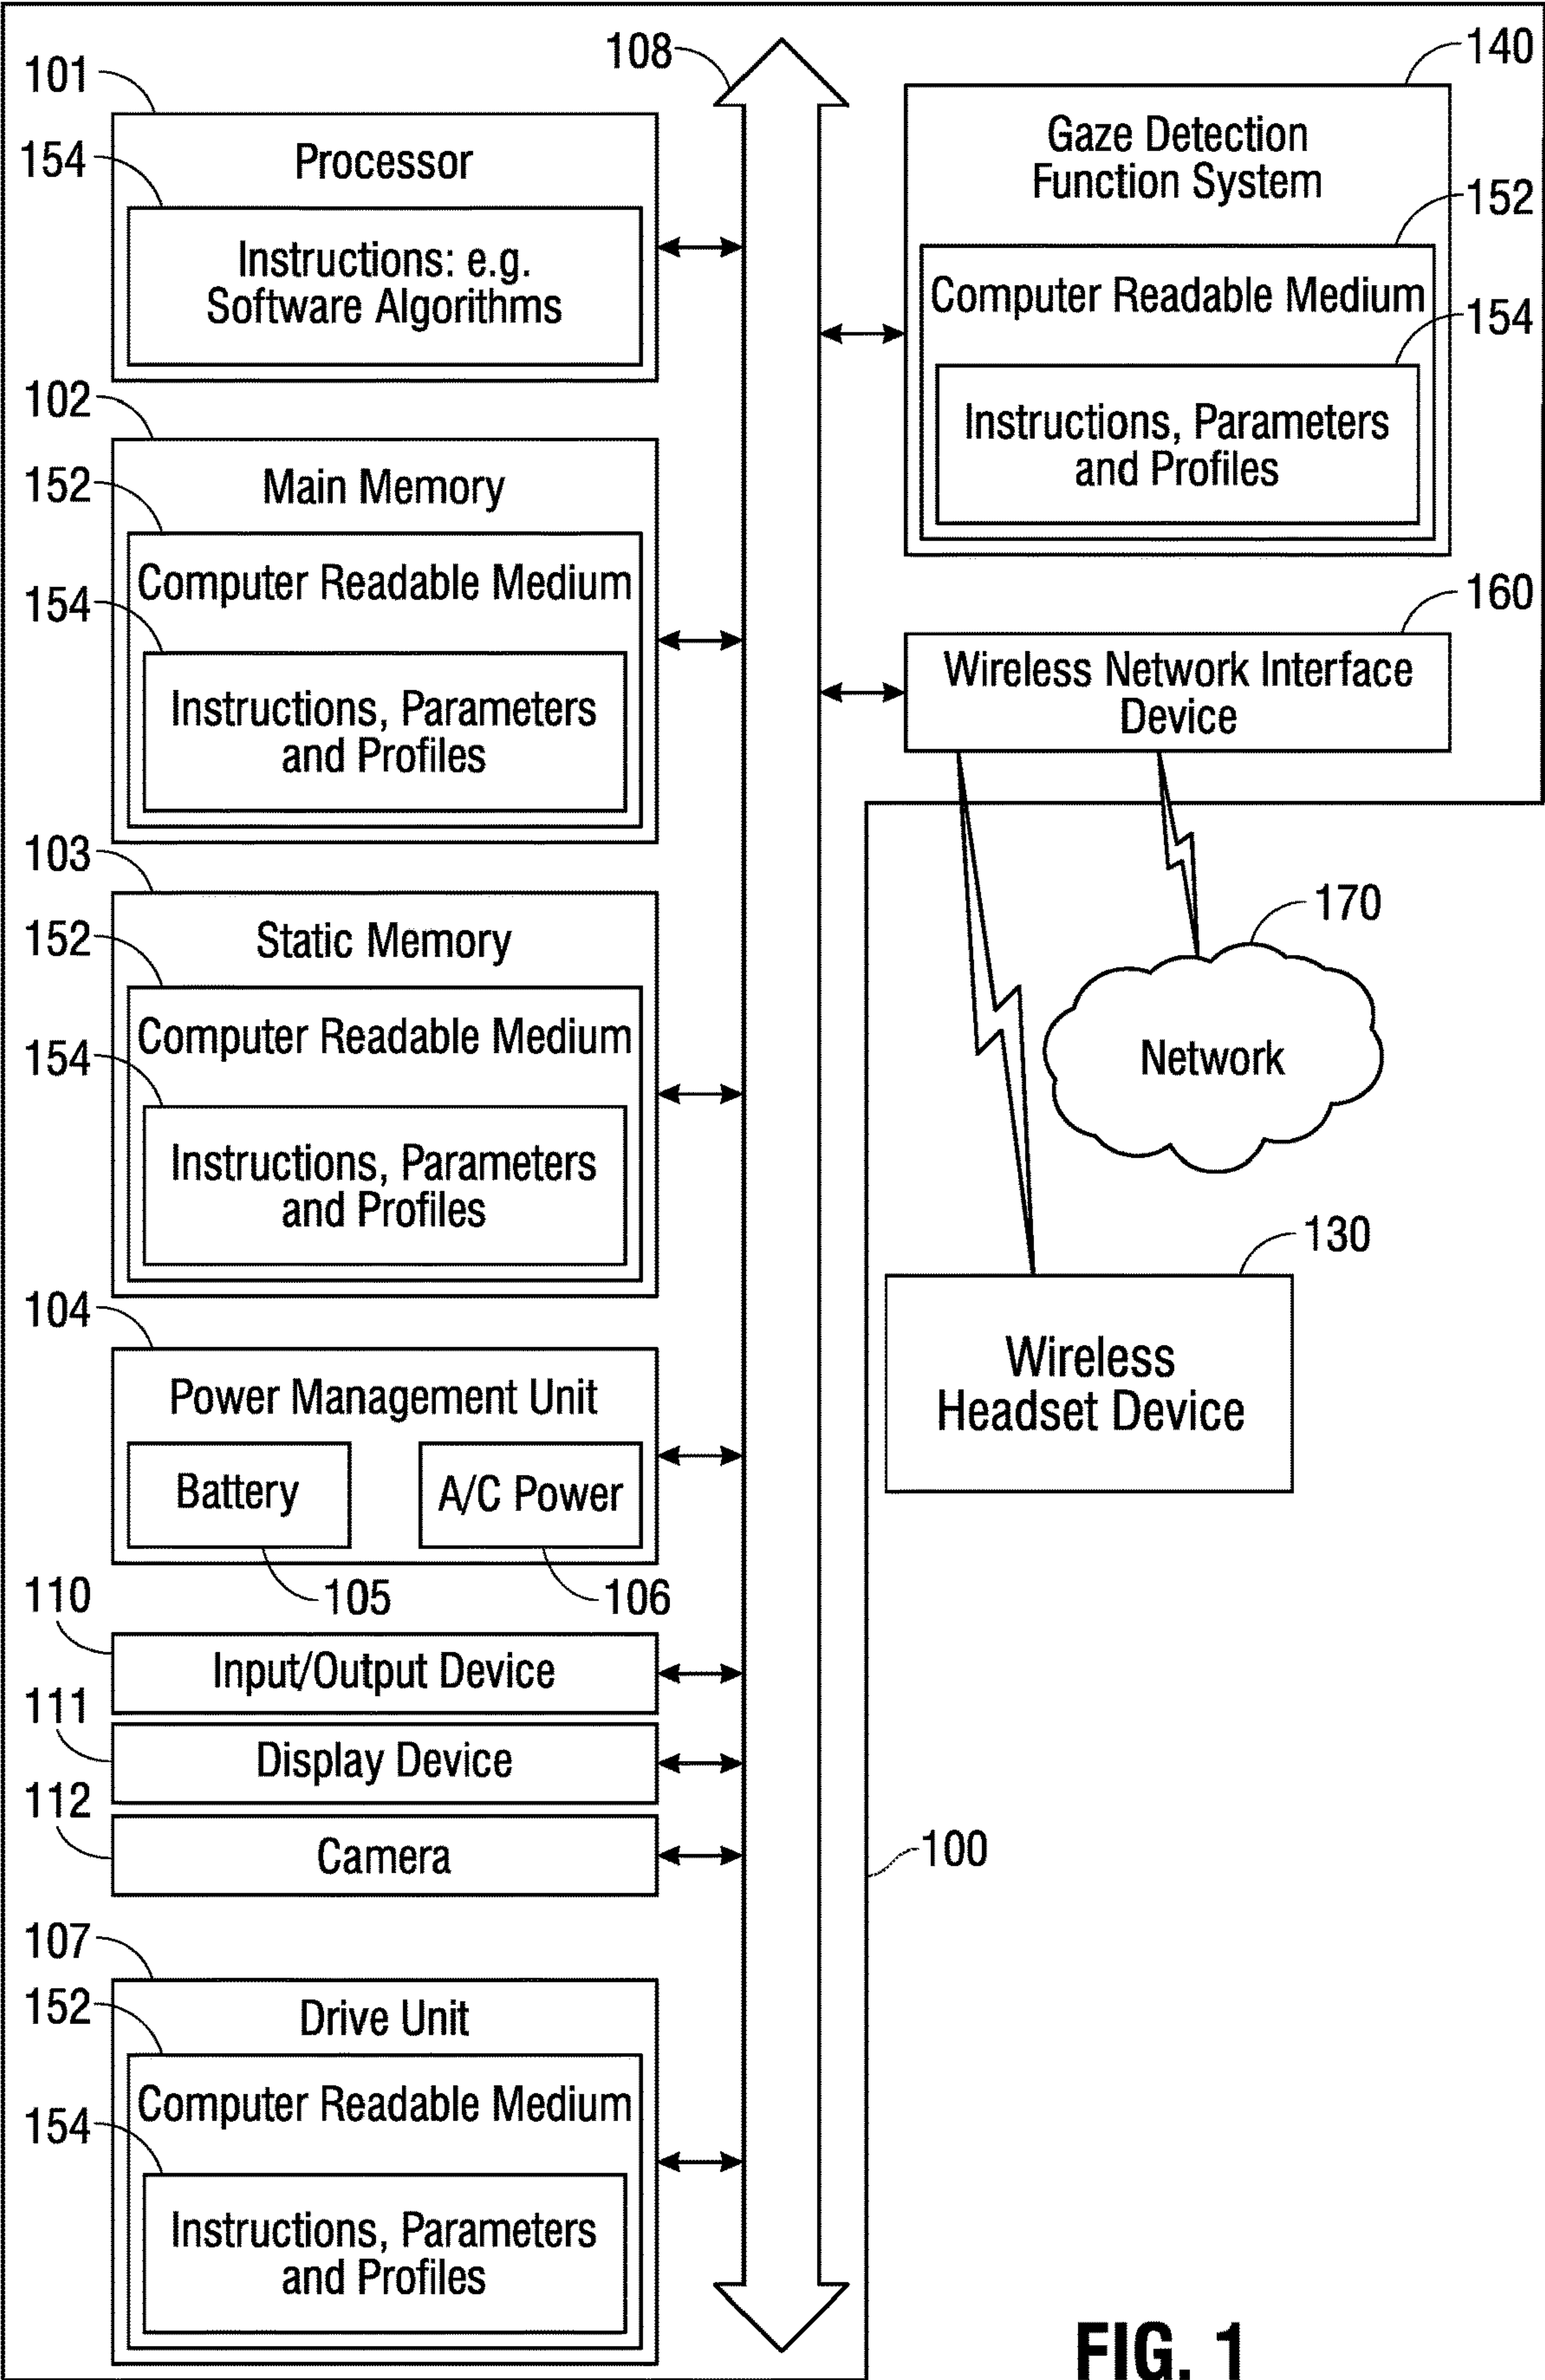 108
101
154
Processor
Instructions: e.g.
Software Algorithms
102
152
Main Memory
Computer Readable Medium
154
Instructions, Parameters
and Profiles
103
152
Static Memory
Computer Readable Medium
154
Instructions, Parameters
and Profiles
104
Power Management Unit
Battery
A/C Power
105
106
110
Input/Output Device
111
Display Device
112
Camera
107
152
Drive Unit
Computer Readable Medium
154
Instructions, Parameters
and Profiles
140
Gaze Detection
Function System
152
Computer Readable Medium
154
Instructions, Parameters
and Profiles
160
Wireless Network Interface
Device
170
Network
130
Wireless
Headset Device
100
FIG. 1